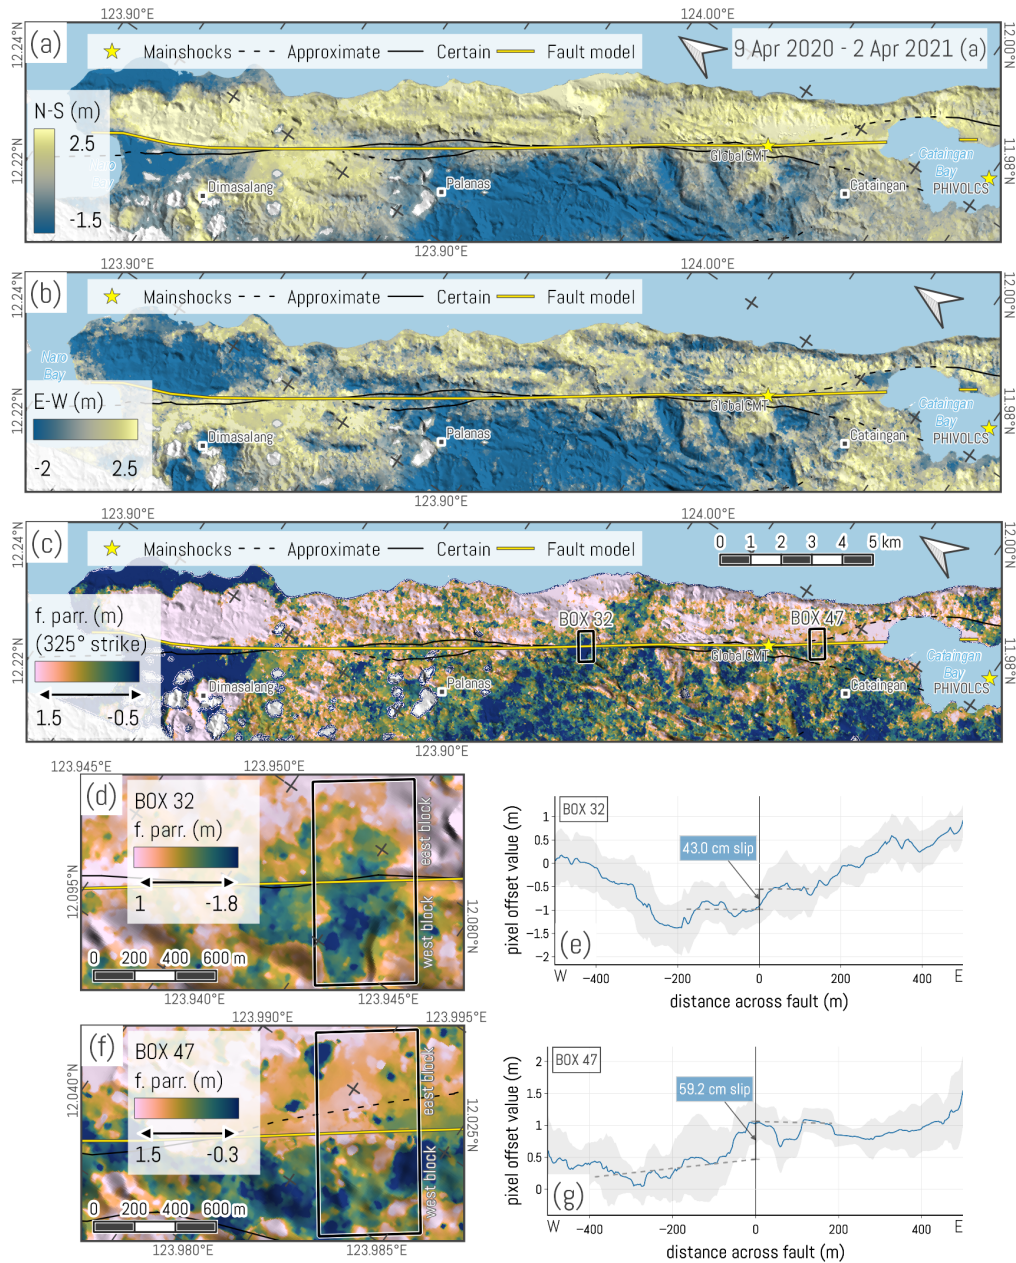 123.90°E
124.00°E
(a)
Mainshocks
Approximate
Certain
Fault model
9 Apr 2020 - 2 Apr 2021 (a)
12.24°N
12.00°N
N-S (m)
2.5
-1.5
12.22°N
11.98°N
GlobalCMT
Cataingan
Bay
PHIVOLCS
Dimasalang
Palanas
Cataingan
123.90°E
123.90°E
124.00°E
(b)
Mainshocks
Approximate
Certain
Fault model
12.24°N
12.00°N
Naro
Bay
E-W (m)
-2
2.5
12.22°N
11.98°N
GlobalCMT
Cataingan
Bay
PHIVOLCS
Dimasalang
Palanas
Cataingan
123.90°E
123.90°E
124.00°E
(c)
Mainshocks
Approximate
Certain
Fault model
0 1 2 3 4 5 km
12.24°N
12.00°N
f. parr. (m)
(325° strike)
1.5
-0.5
12.22°N
11.98°N
BOX 32
BOX 47
GlobalCMT
Cataingan
Bay
PHIVOLCS
Dimasalang
Palanas
Cataingan
123.90°E
123.945°E
123.950°E
(d)
BOX 32
f. parr. (m)
1
-1.8
east block
west block
12.095°N
12.080°N
0 200 400 600 m
123.940°E
123.945°E
BOX 32
43.0 cm slip
(e)
pixel offset value (m)
1
0.5
0
−0.5
−1
−1.5
−2
W
−400
−200
0
200
400
E
distance across fault (m)
123.990°E
123.995°E
(f)
BOX 47
f. parr. (m)
1.5
-0.3
east block
west block
12.040°N
12.025°N
0 200 400 600 m
123.980°E
123.985°E
BOX 47
59.2 cm slip
(g)
pixel offset value (m)
2
1.5
1
0.5
0
W
−400
−200
0
200
400
E
distance across fault (m)